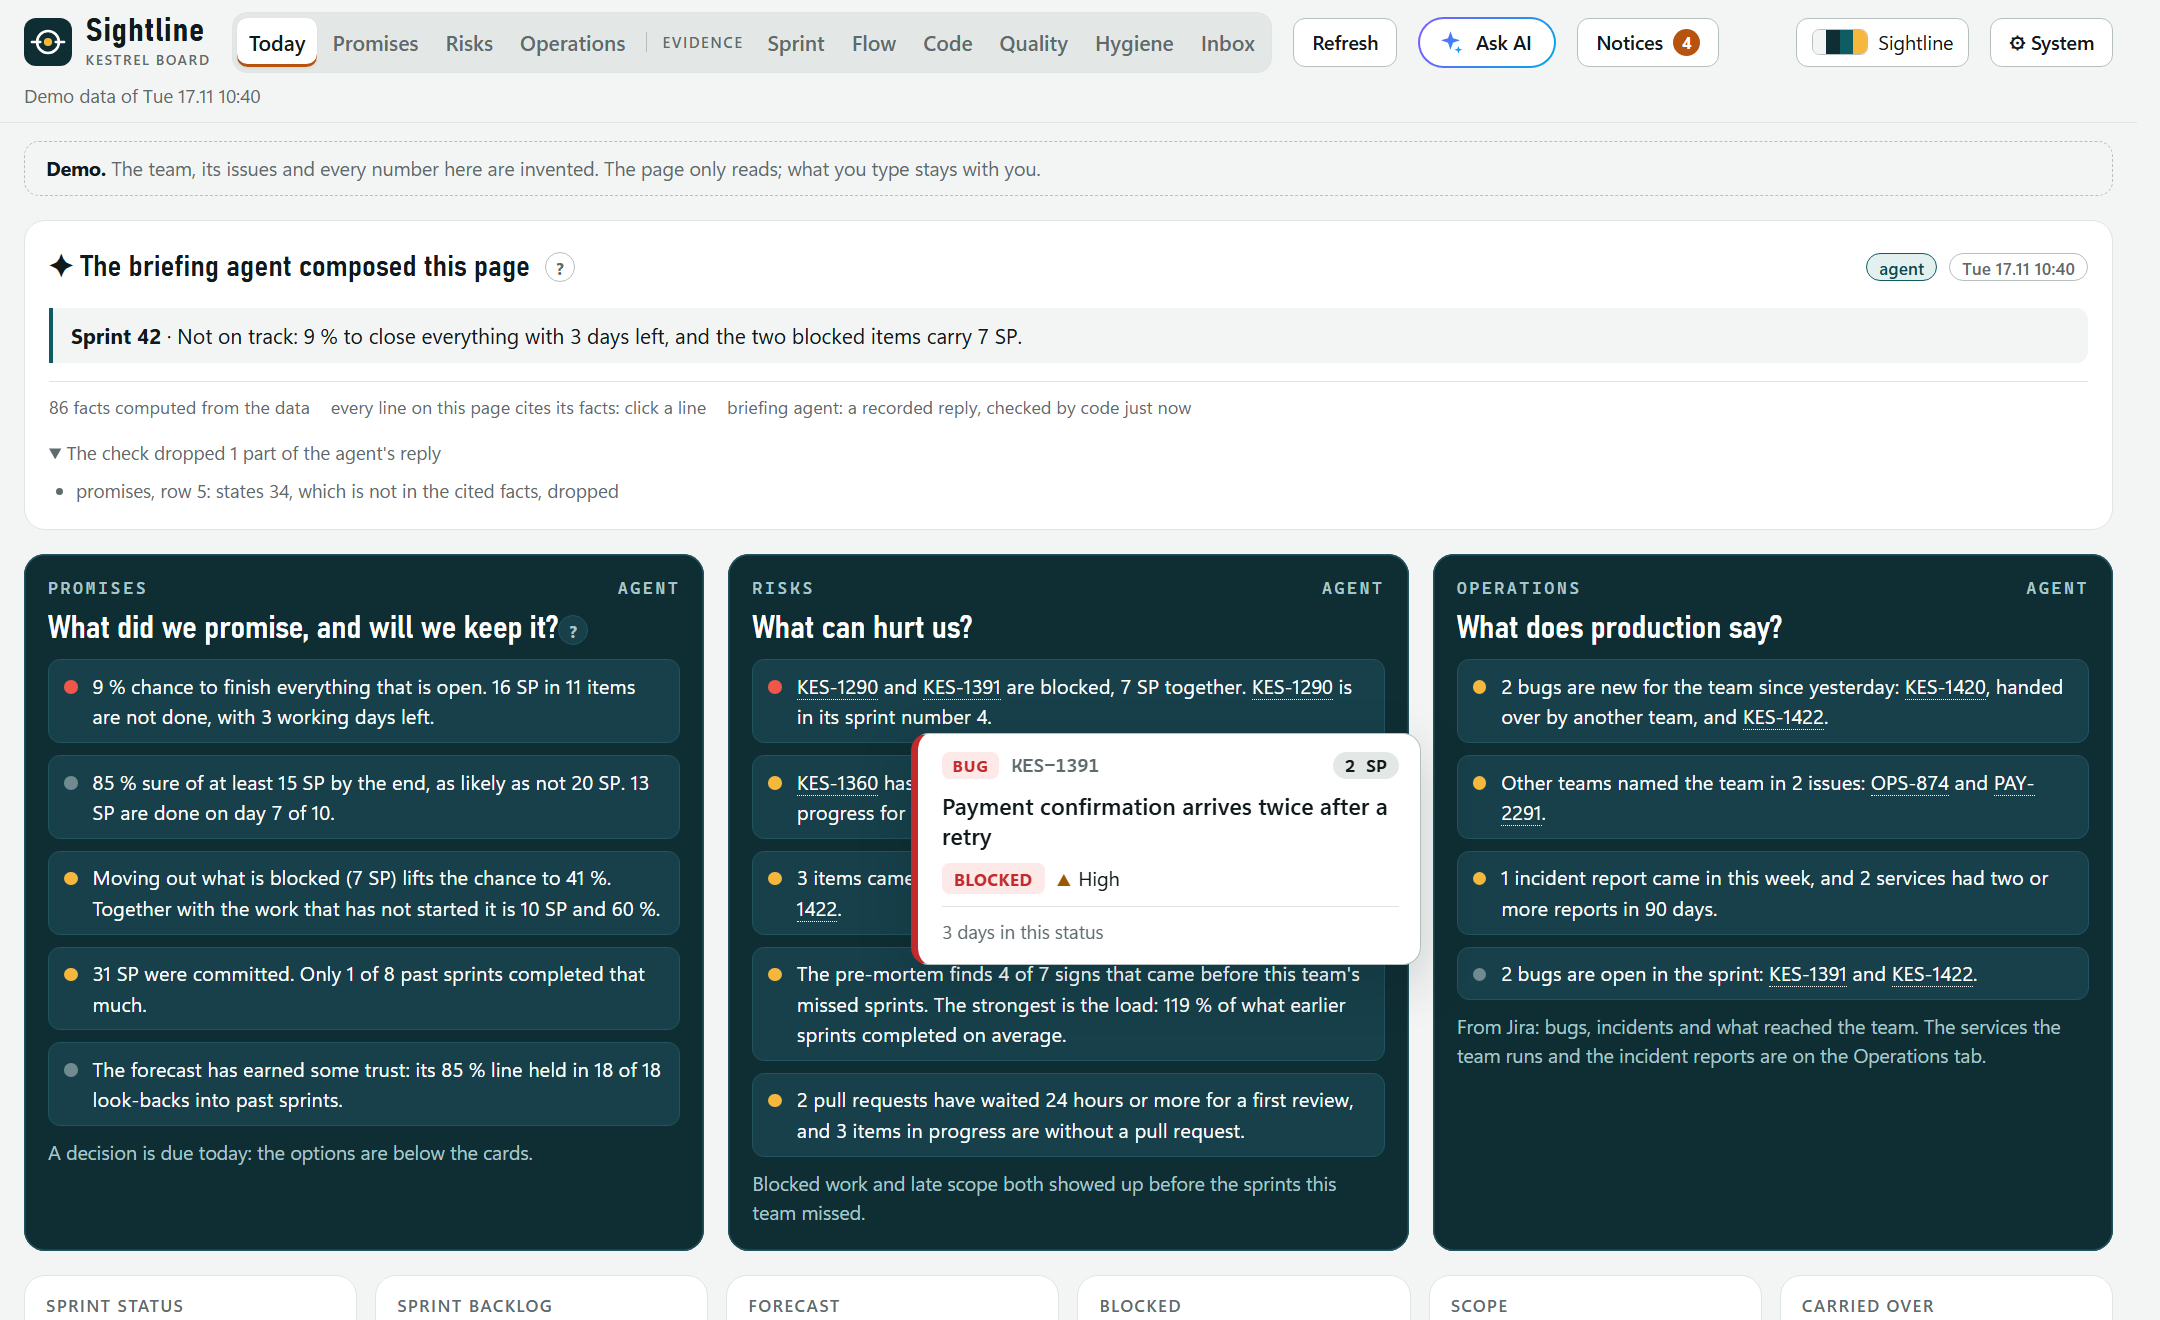 Sightline
KESTREL BOARD
Today
Promises
Risks
Operations
EVIDENCE
Sprint
Flow
Code
Quality
Hygiene
Inbox
Refresh
Ask AI
Notices 4
Sightline
System
Demo data of Tue 17.11 10:40
Demo. The team, its issues and every number here are invented. The page only reads; what you type stays with you.
The briefing agent composed this page ?
agent
Tue 17.11 10:40
Sprint 42 · Not on track: 9 % to close everything with 3 days left, and the two blocked items carry 7 SP.
86 facts computed from the data every line on this page cites its facts: click a line briefing agent: a recorded reply, checked by code just now
▼ The check dropped 1 part of the agent's reply
• promises, row 5: states 34, which is not in the cited facts, dropped
PROMISES AGENT
What did we promise, and will we keep it? ?
9 % chance to finish everything that is open. 16 SP in 11 items
are not done, with 3 working days left.
85 % sure of at least 15 SP by the end, as likely as not 20 SP. 13
SP are done on day 7 of 10.
Moving out what is blocked (7 SP) lifts the chance to 41 %.
Together with the work that has not started it is 10 SP and 60 %.
31 SP were committed. Only 1 of 8 past sprints completed that
much.
The forecast has earned some trust: its 85 % line held in 18 of 18
look-backs into past sprints.
A decision is due today: the options are below the cards.
RISKS AGENT
What can hurt us?
KES-1290 and KES-1391 are blocked, 7 SP together. KES-1290 is
in its sprint number 4.
KES-1360 has
progress for
3 items came
1422.
BUG KES-1391 2 SP
Payment confirmation arrives twice after a
retry
BLOCKED ▲ High
3 days in this status
The pre-mortem finds 4 of 7 signs that came before this team's
missed sprints. The strongest is the load: 119 % of what earlier
sprints completed on average.
2 pull requests have waited 24 hours or more for a first review,
and 3 items in progress are without a pull request.
Blocked work and late scope both showed up before the sprints this
team missed.
OPERATIONS AGENT
What does production say?
2 bugs are new for the team since yesterday: KES-1420, handed
over by another team, and KES-1422.
Other teams named the team in 2 issues: OPS-874 and PAY-
2291.
1 incident report came in this week, and 2 services had two or
more reports in 90 days.
2 bugs are open in the sprint: KES-1391 and KES-1422.
From Jira: bugs, incidents and what reached the team. The services the
team runs and the incident reports are on the Operations tab.
SPRINT STATUS
SPRINT BACKLOG
FORECAST
BLOCKED
SCOPE
CARRIED OVER